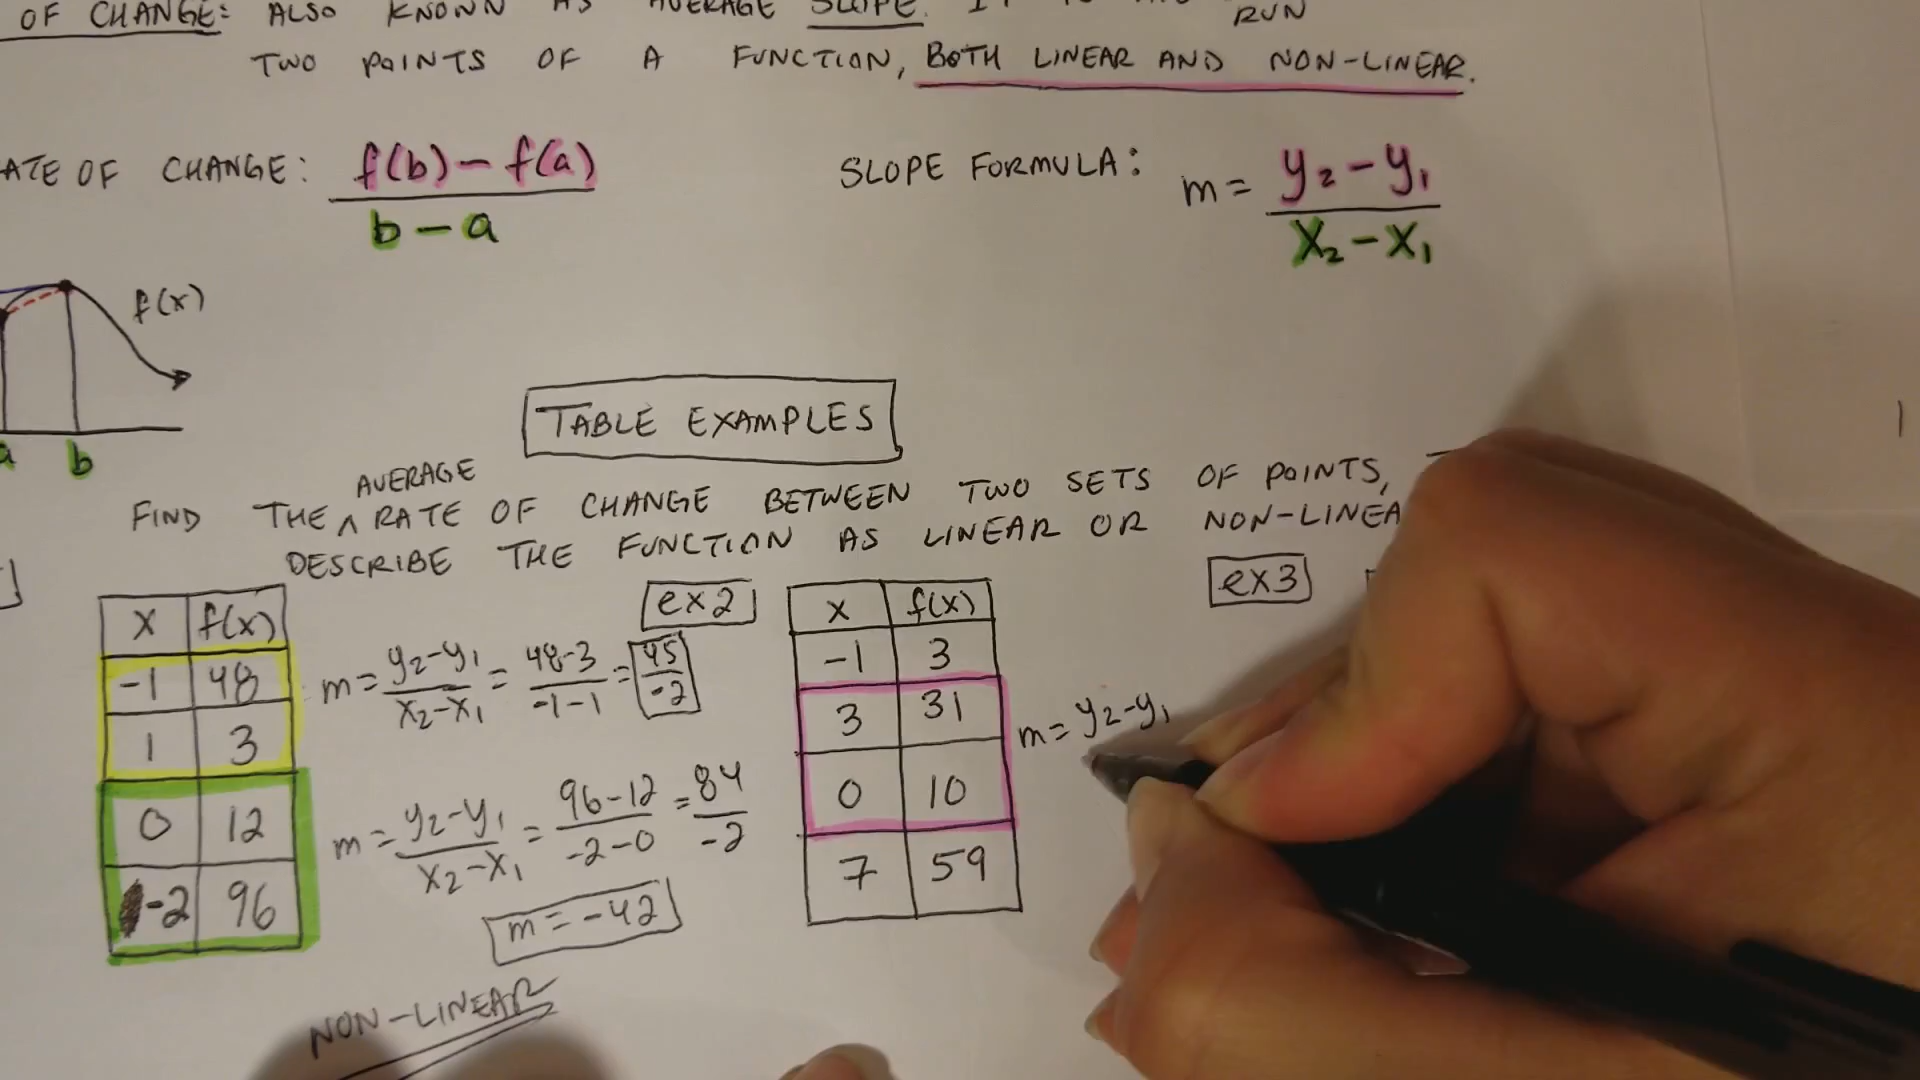 OF CHANGE: ALSO KNOWN AS AVERAGE SLOPE. IT
RUN
TWO POINTS OF A FUNCTION, BOTH LINEAR AND NON-LINEAR.
ATE OF CHANGE: f(b)-f(a)
b-a
SLOPE FORMULA: m= y₂-y₁
x₂-x₁
f(x)
a b
TABLE EXAMPLES
FIND THE ^ AVERAGE RATE OF CHANGE BETWEEN TWO SETS OF POINTS,
DESCRIBE THE FUNCTION AS LINEAR OR NON-LINEA
x f(x)
-1 48
1 3
0 12
-2 96
m= y₂-y₁ / x₂-x₁ = 48-3 / -1-1 = 45 / -2
m= y₂-y₁ / x₂-x₁ = 96-12 / -2-0 = 84 / -2
m=-42
NON-LINEAR
ex2
x f(x)
-1 3
3 31
0 10
7 59
m= y₂-y₁
ex3